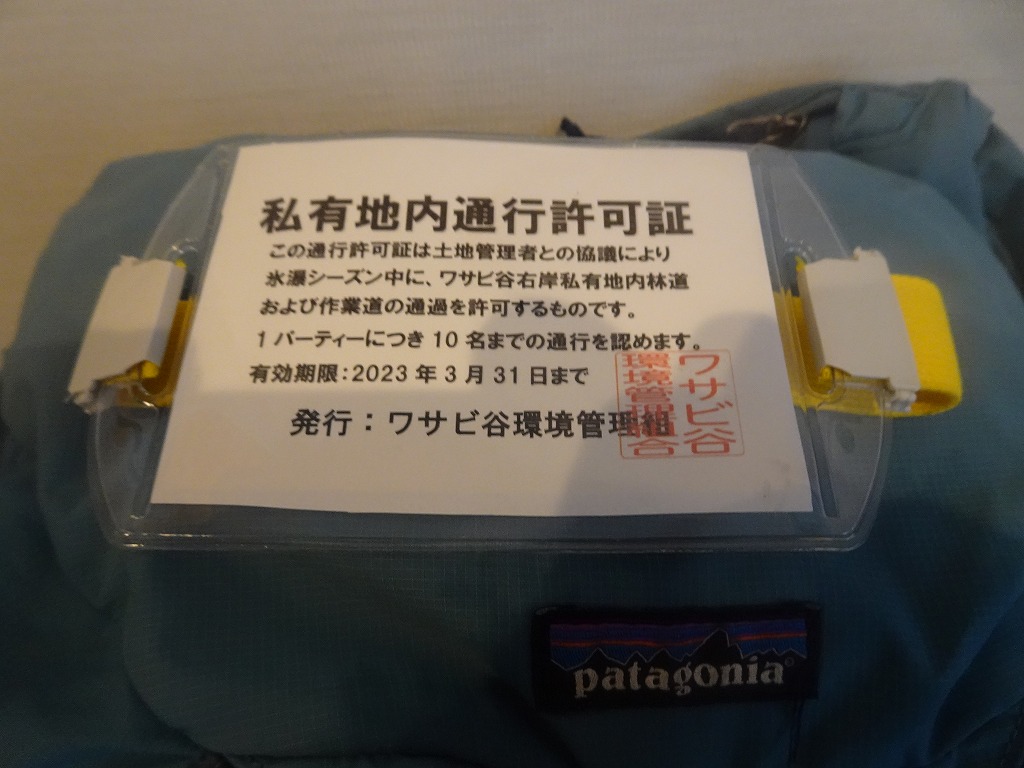 私有地内通行許可証
この通行許可証は土地管理者との協議により
氷瀑シーズン中に、ワサビ谷右岸私有地内林道
および作業道の通過を許可するものです。
1パーティーにつき10名までの通行を認めます。
有効期限：2023年3月31日まで
発行：ワサビ谷環境管理組
ワサビ谷
環境管理組合
patagonia®